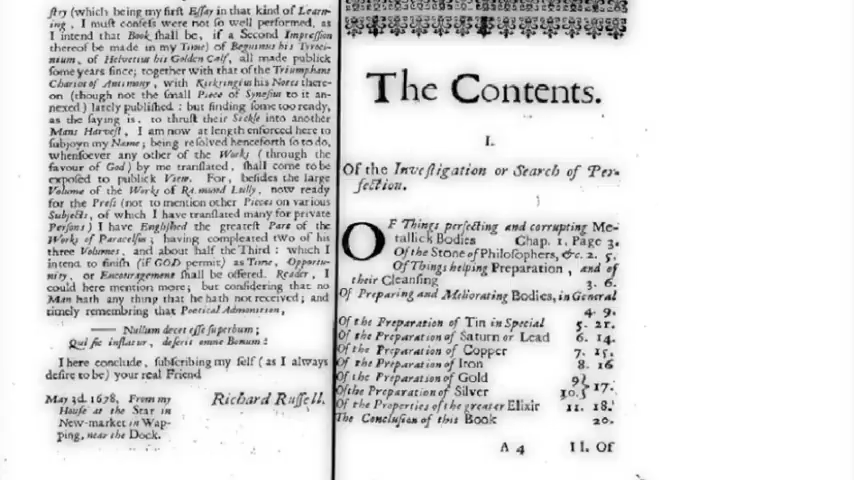 stry (which being my first Essay in that kind of Learn-
ing, I must confess were not so well performed, as
I intend that Book shall be, if a Second Impression
thereof be made in my Time) of Beguinus his Tyroci-
nium, of Helvetius his Golden Calf, all made publick
some years since; together with that of the Triumphant
Chariot of Antimony, with Kirkringius his Notes there-
on (though not the small Piece of Synesius to it an-
nexed) lately published: but finding some too ready,
as the saying is, to thrust their Seckle into another
Mans Harvest, I am now at length enforced here to
subjoyn my Name; being resolved henceforth so to do,
whensoever any other of the Works (through the
favour of God) by me translated, shall come to be
exposed to publick View. For, besides the large
Volume of the Works of Raimund Lully, now ready
for the Press (not to mention other Pieces on various
Subjects, of which I have translated many for private
Persons) I have Englished the greatest Part of the
Works of Paracelsus; having compleated two of his
three Volumes, and about half the Third: which I
intend to finish (if GOD permit) as Time, Opportu-
nity, or Encouragement shall be offered. Reader, I
could here mention more; but considering that no
Man hath any thing that he hath not received; and
timely remembring that Poetical Admonition,
—— Nullum decet esse superbum;
Qui sic inflatur, deserit omne Bonum:
I here conclude, subscribing my self (as I always
desire to be) your real Friend
May 3d. 1678, From my
House at the Star in
New-market in Wap-
ping, near the Dock.
Richard Russell.
The Contents.
I.
Of the Investigation or Search of Per-
fection.
OF Things perfecting and corrupting Me-
tallick Bodies Chap. 1, Page 3.
Of the Stone of Philosophers, &c. 2. 5.
Of Things helping Preparation, and of
their Cleansing 3. 6.
Of Preparing and Meliorating Bodies, in General
4. 9.
Of the Preparation of Tin in Special 5. 21.
Of the Preparation of Saturn or Lead 6. 14.
Of the Preparation of Copper 7. 15.
Of the Preparation of Iron 8. 16
Of the Preparation of Gold 9
Of the Preparation of Silver 10. } 17.
Of the Properties of the greater Elixir 11. 18.
The Conclusion of this Book 20.
A 4 II. Of